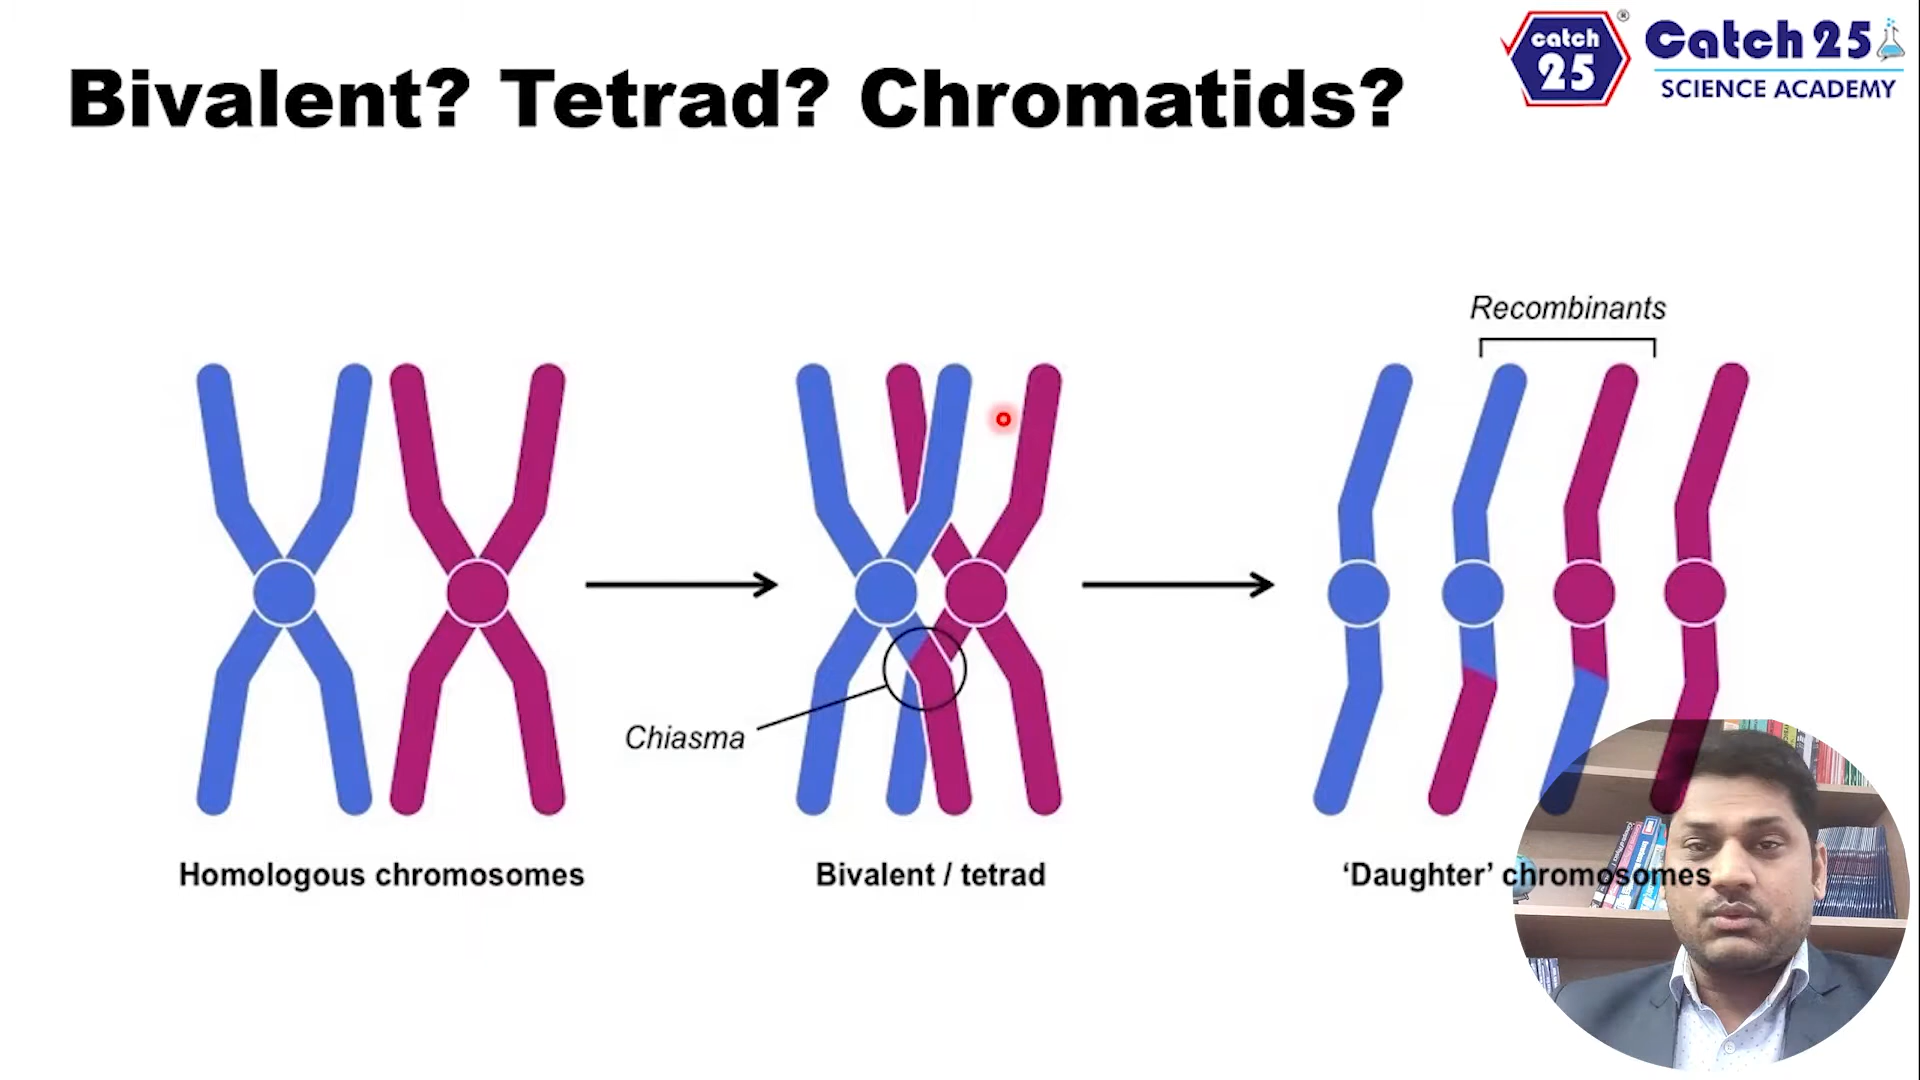 Bivalent? Tetrad? Chromatids?
catch
25
®
Catch 25
SCIENCE ACADEMY
Recombinants
Chiasma
Homologous chromosomes
Bivalent / tetrad
‘Daughter’ chromosomes